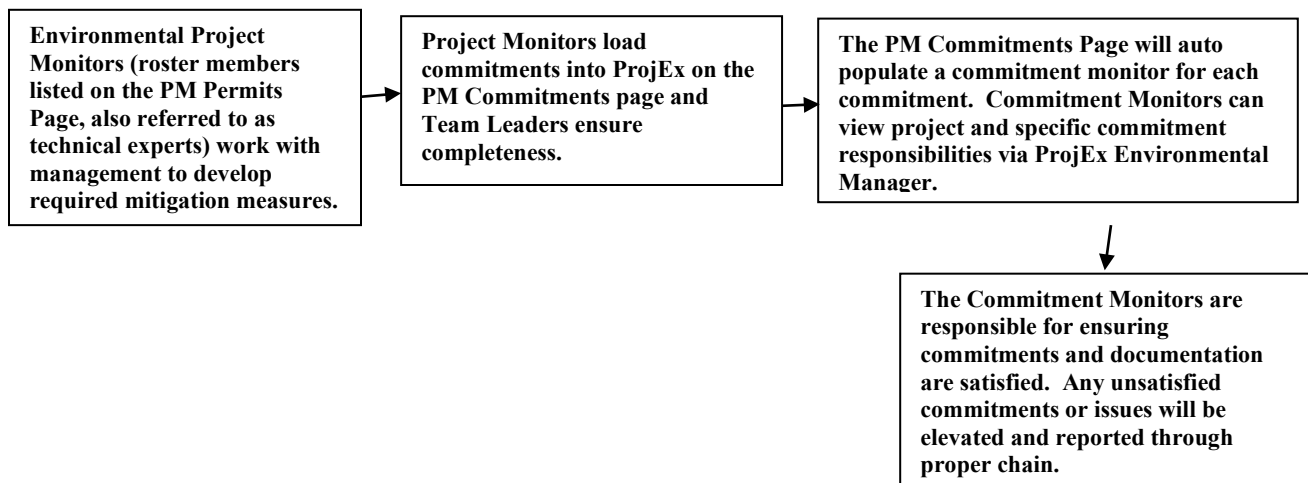 Environmental Project
Monitors (roster members
listed on the PM Permits
Page, also referred to as
technical experts) work with
management to develop
required mitigation measures.
Project Monitors load
commitments into ProjEx on the
PM Commitments page and
Team Leaders ensure
completeness.
The PM Commitments Page will auto
populate a commitment monitor for each
commitment.  Commitment Monitors can
view project and specific commitment
responsibilities via ProjEx Environmental
Manager.
The Commitment Monitors are
responsible for ensuring
commitments and documentation
are satisfied.  Any unsatisfied
commitments or issues will be
elevated and reported through
proper chain.